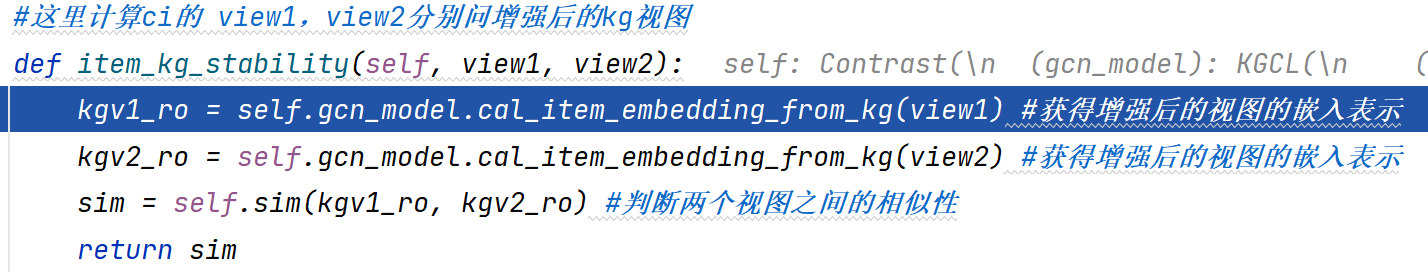 #这里计算ci的 view1，view2分别问增强后的kg视图
def item_kg_stability(self, view1, view2): self: Contrast(\n (gcn_model): KGCL(\n (
kgv1_ro = self.gcn_model.cal_item_embedding_from_kg(view1) #获得增强后的视图的嵌入表示
kgv2_ro = self.gcn_model.cal_item_embedding_from_kg(view2) #获得增强后的视图的嵌入表示
sim = self.sim(kgv1_ro, kgv2_ro) #判断两个视图之间的相似性
return sim